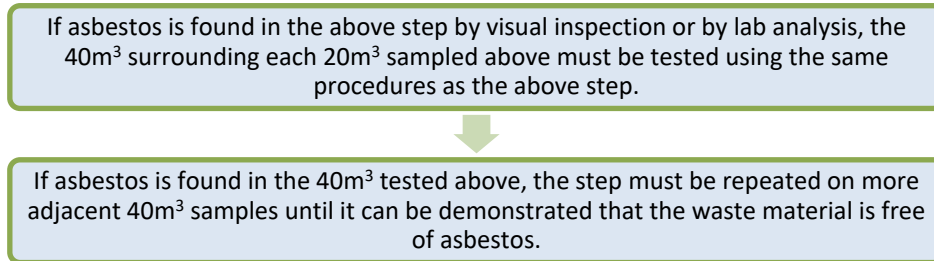 If asbestos is found in the above step by visual inspection or by lab analysis, the
40m³ surrounding each 20m³ sampled above must be tested using the same
procedures as the above step.
If asbestos is found in the 40m³ tested above, the step must be repeated on more
adjacent 40m³ samples until it can be demonstrated that the waste material is free
of asbestos.